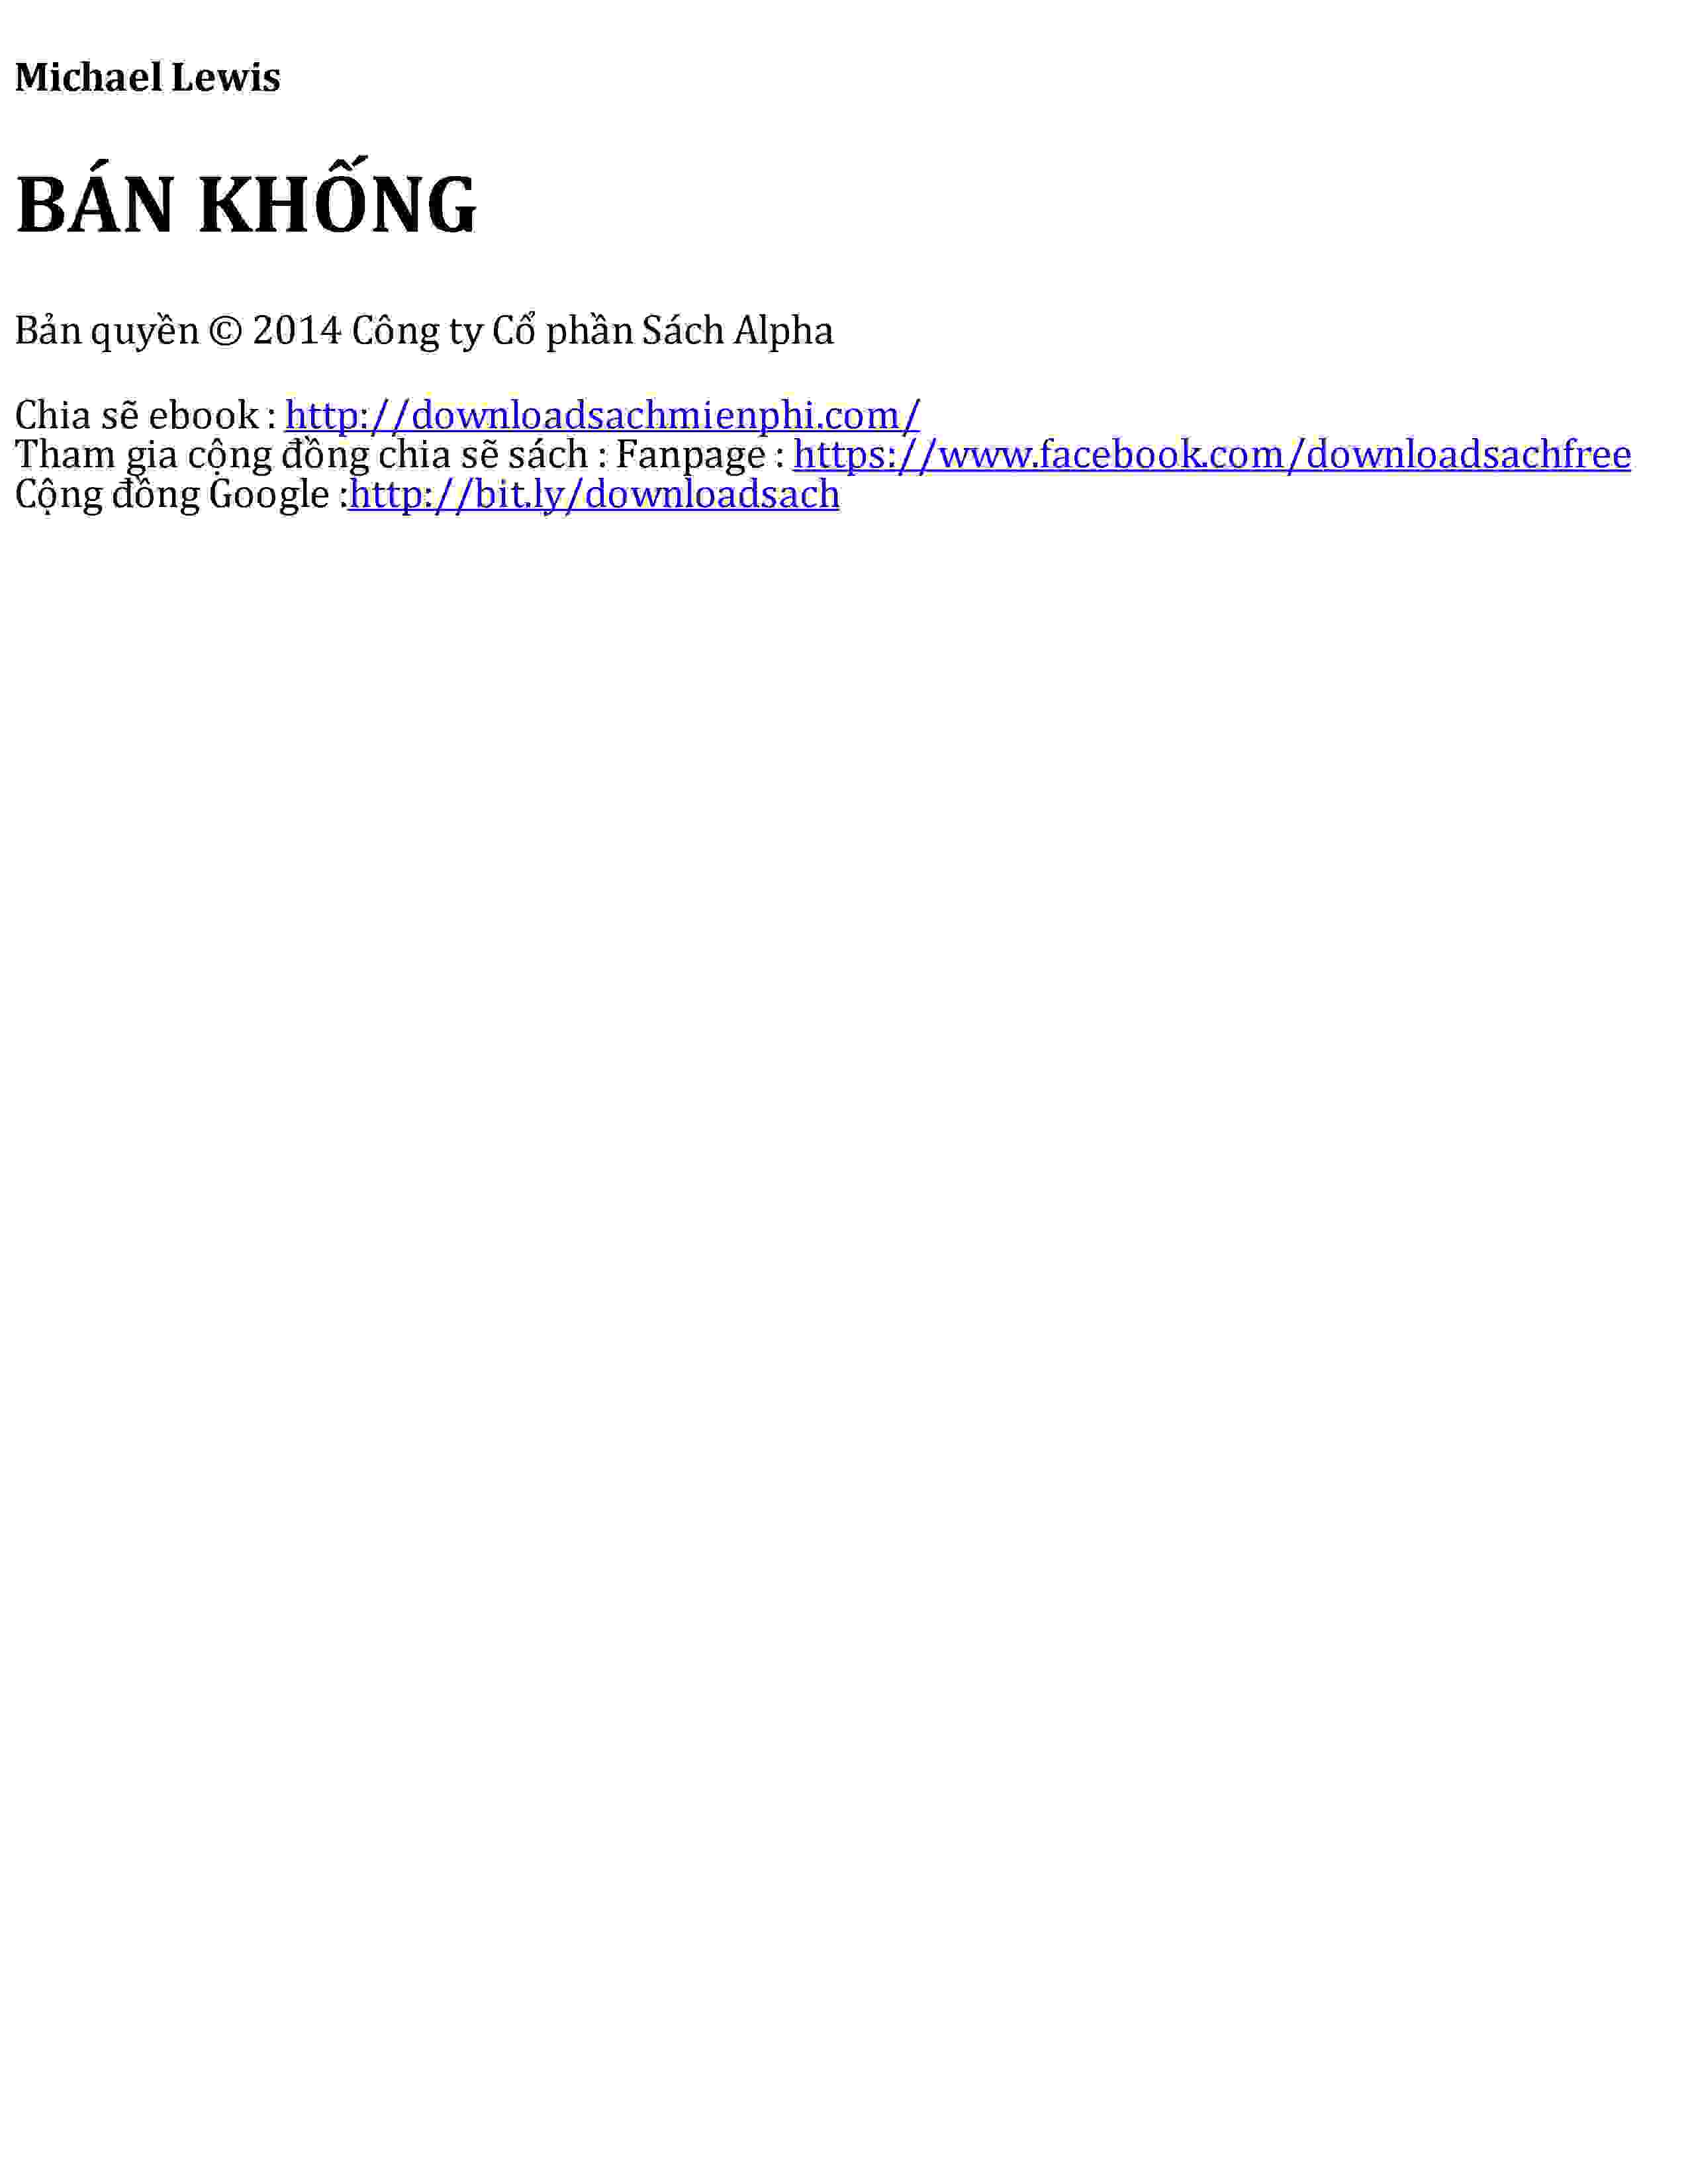 Michael Lewis
BÁN KHỐNG
Bản quyền © 2014 Công ty Cổ phần Sách Alpha
Chia sẽ ebook : http://downloadsachmienphi.com/
Tham gia cộng đồng chia sẽ sách : Fanpage : https://www.facebook.com/downloadsachfree
Cộng đồng Google :http://bit.ly/downloadsach